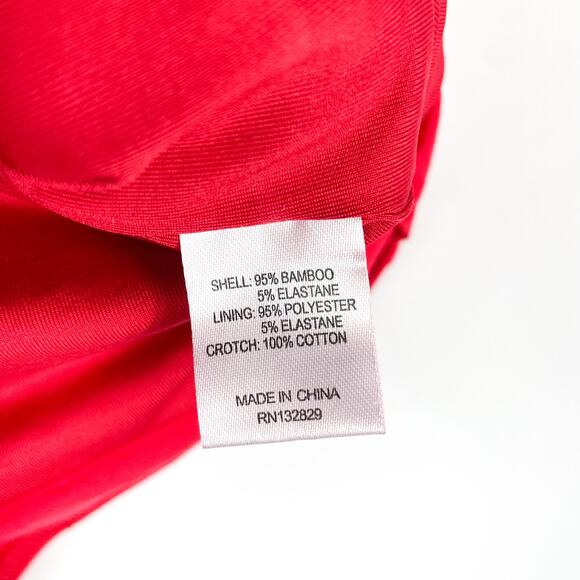 SHELL: 95% BAMBOO
5% ELASTANE
LINING: 95% POLYESTER
5% ELASTANE
CROTCH: 100% COTTON
MADE IN CHINA
RN132829